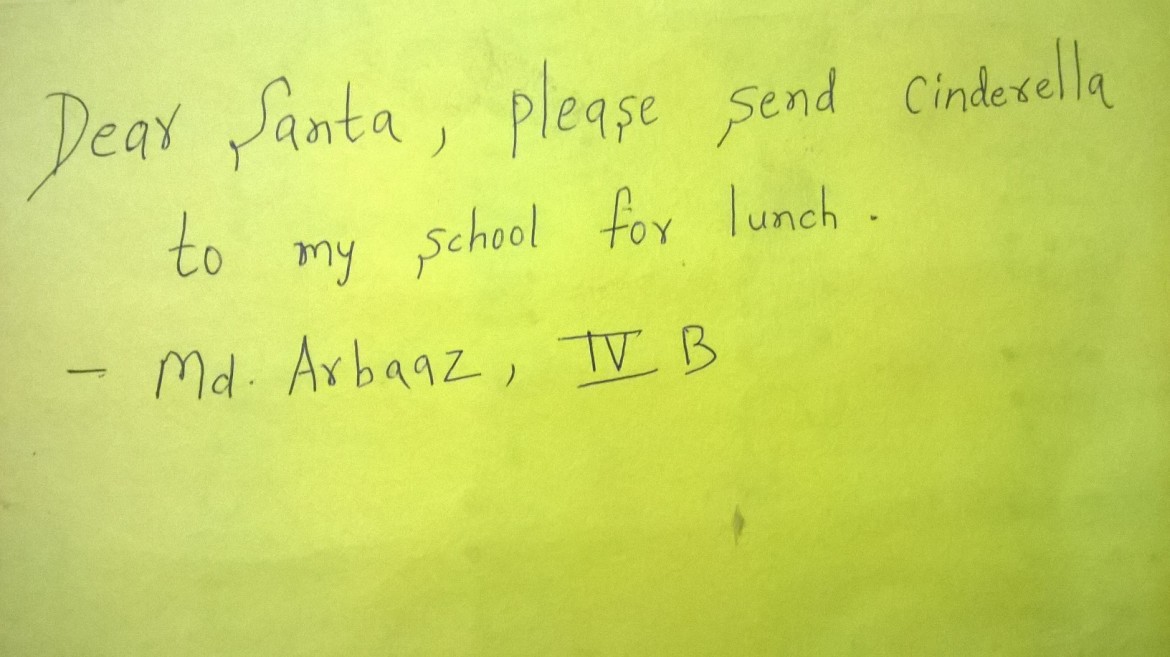 Dear Santa, please send Cinderella
to my school for lunch.
- Md. Arbaaz, IV B